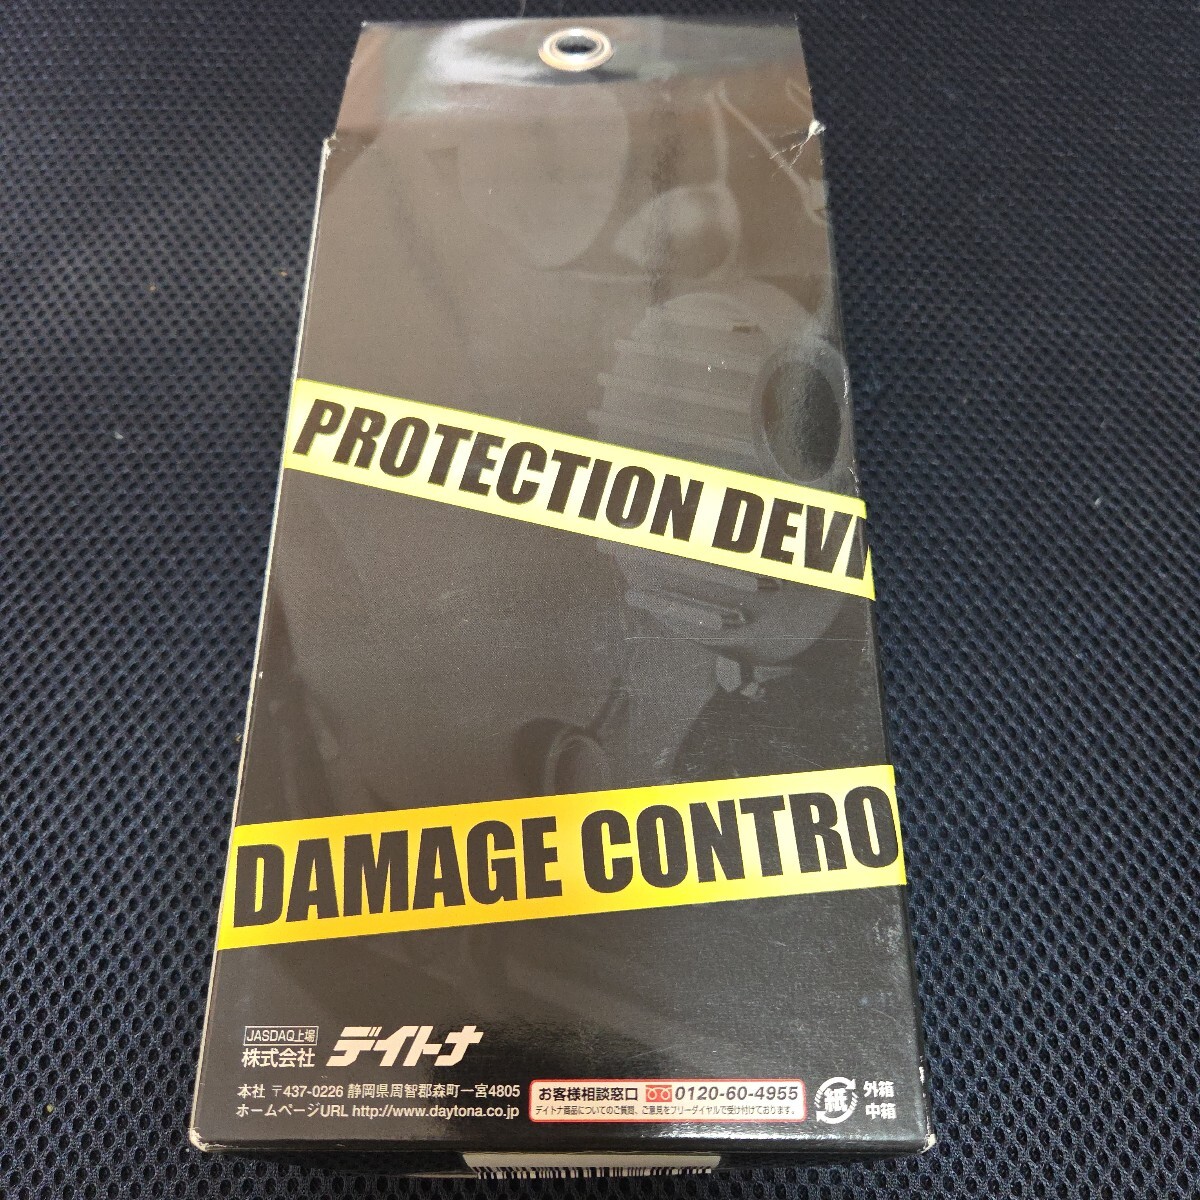 PROTECTION DEVI
DAMAGE CONTRO
JASDAQ上場
株式会社 デイトナ
本社 〒437-0226 静岡県周智郡森町一宮4805
ホームページURL http://www.daytona.co.jp
お客様相談窓口 0120-60-4955
デイトナ商品についてのご質問、ご意見をフリーダイヤルで受け付けております。
紙 外箱
中箱